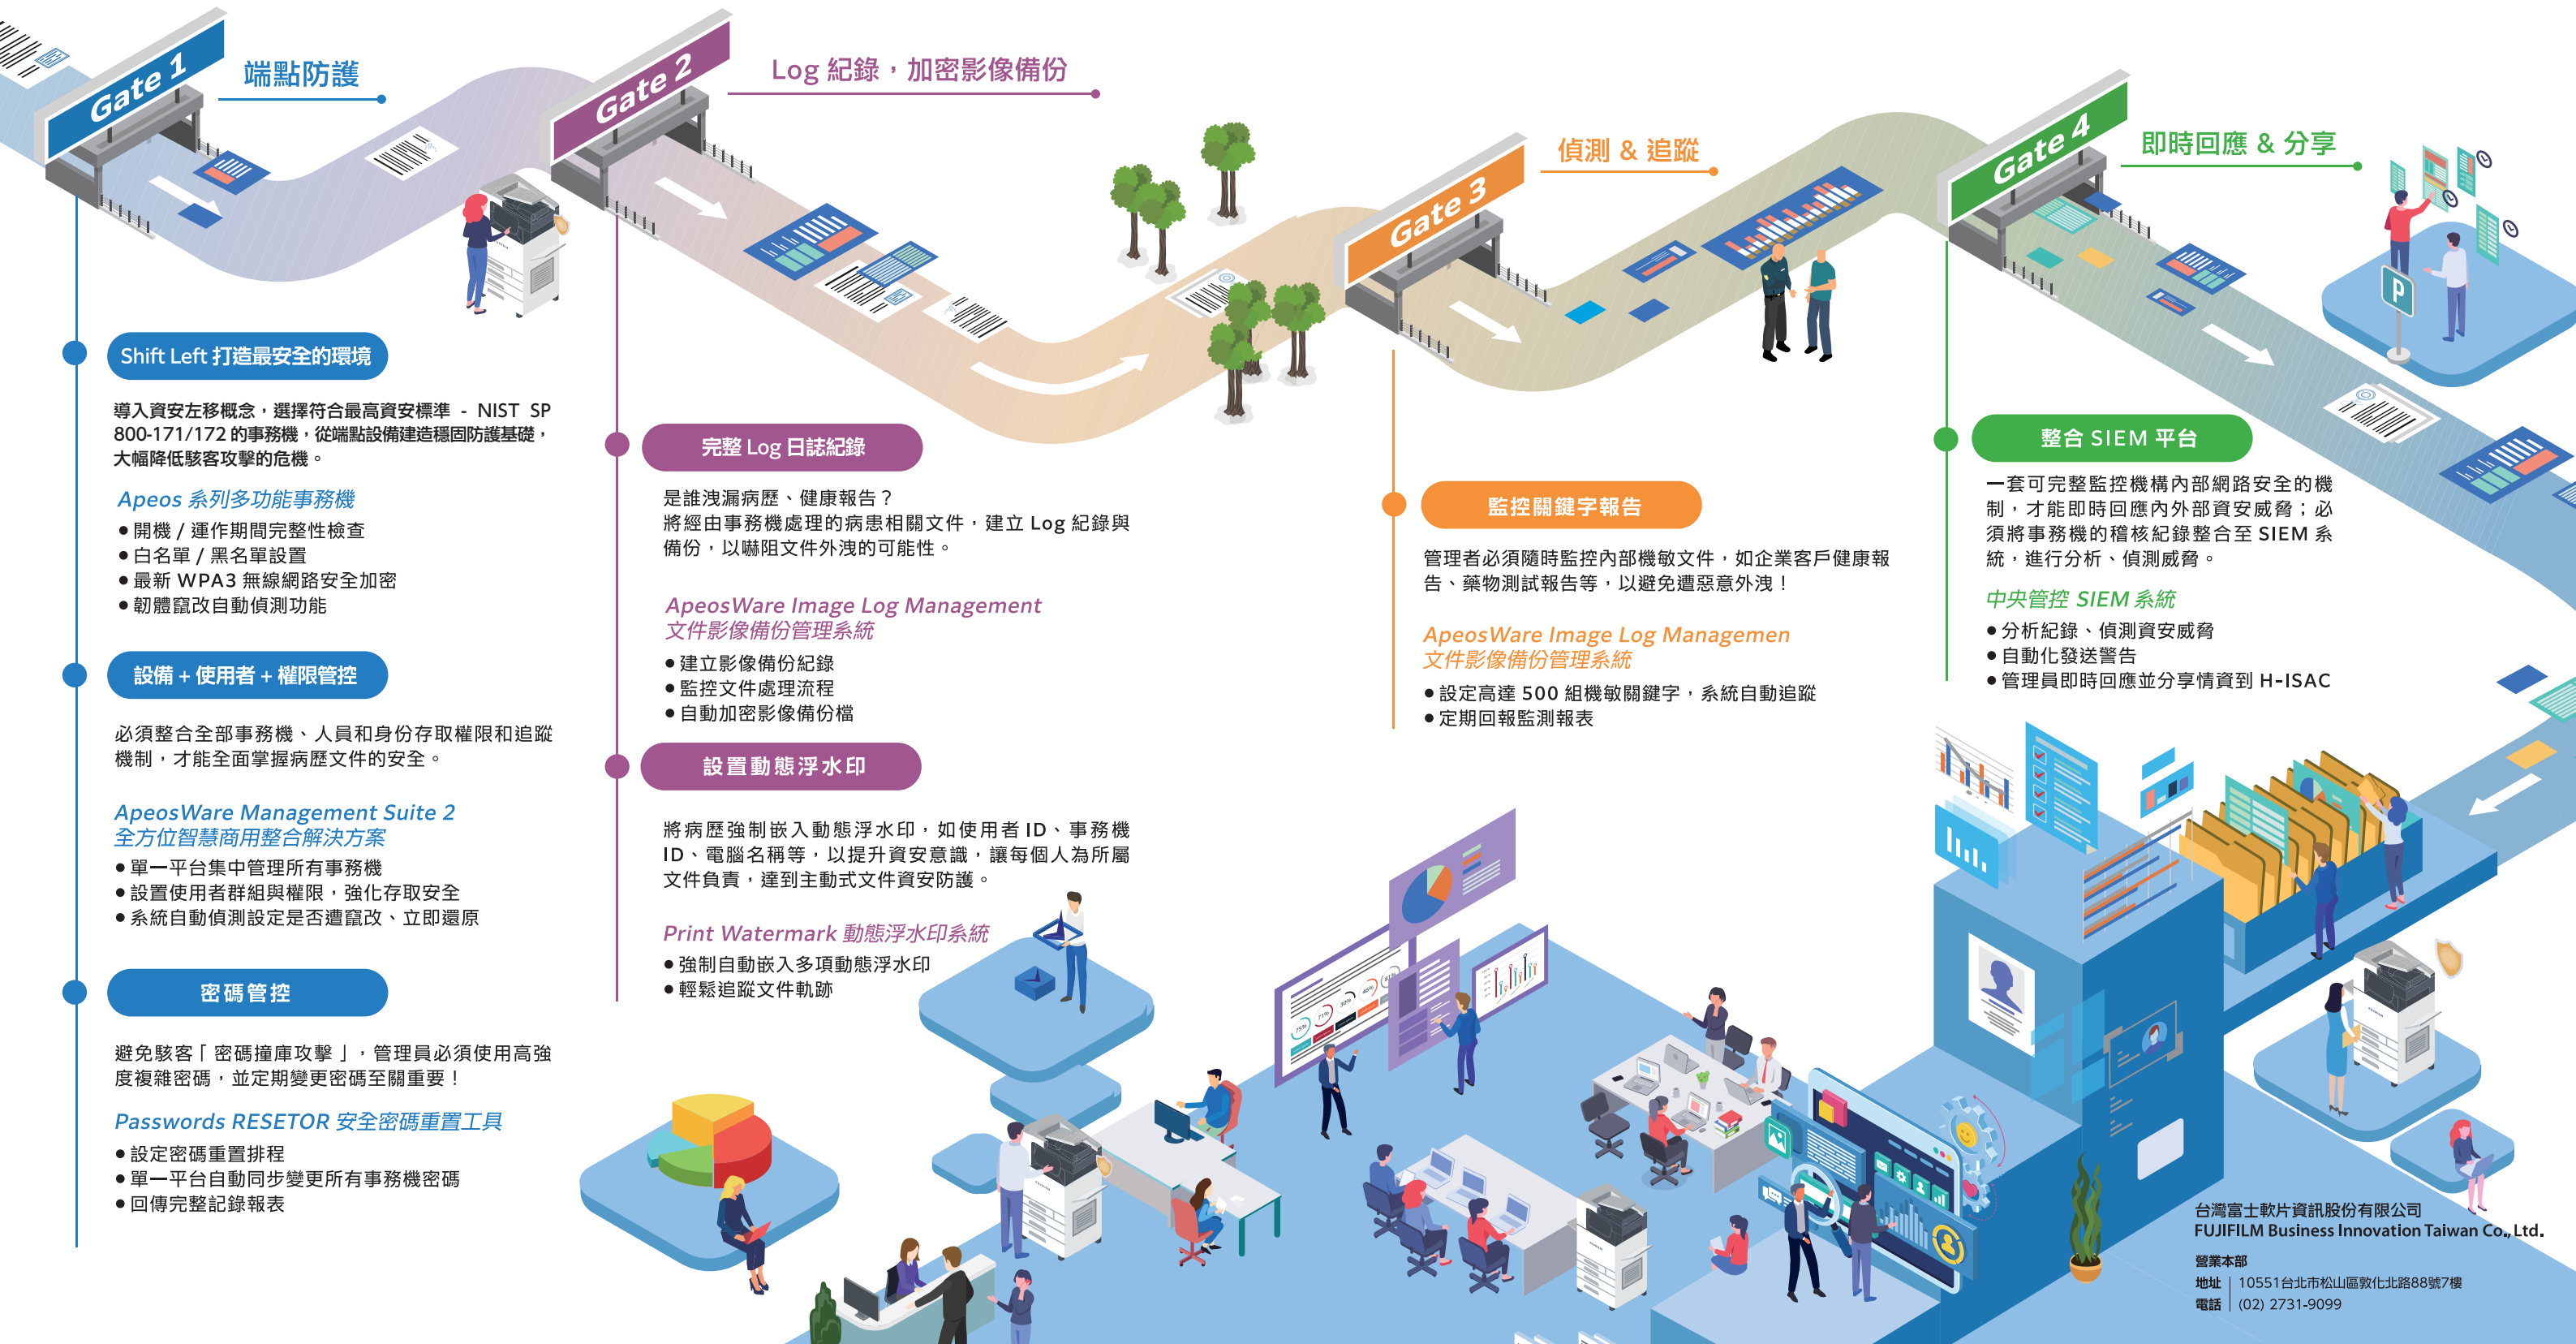 Gate 1
端點防護
Shift Left 打造最安全的環境
導入資安左移概念，選擇符合最高資安標準 - NIST SP
800-171/172 的事務機，從端點設備建造穩固防護基礎，
大幅降低駭客攻擊的危機。
Apeos 系列多功能事務機
● 開機 / 運作期間完整性檢查
● 白名單 / 黑名單設置
● 最新 WPA3 無線網路安全加密
● 韌體竄改自動偵測功能
設備 + 使用者 + 權限管控
必須整合全部事務機、人員和身份存取權限和追蹤
機制，才能全面掌握病歷文件的安全。
ApeosWare Management Suite 2
全方位智慧商用整合解決方案
● 單一平台集中管理所有事務機
● 設置使用者群組與權限，強化存取安全
● 系統自動偵測設定是否遭竄改、立即還原
密碼管控
避免駭客「 密碼撞庫攻擊 」，管理員必須使用高強
度複雜密碼，並定期變更密碼至關重要！
Passwords RESETOR 安全密碼重置工具
● 設定密碼重置排程
● 單一平台自動同步變更所有事務機密碼
● 回傳完整記錄報表
Gate 2
Log 紀錄，加密影像備份
完整 Log 日誌紀錄
是誰洩漏病歷、健康報告？
將經由事務機處理的病患相關文件，建立 Log 紀錄與
備份，以嚇阻文件外洩的可能性。
ApeosWare Image Log Management
文件影像備份管理系統
● 建立影像備份紀錄
● 監控文件處理流程
● 自動加密影像備份檔
設置動態浮水印
將病歷強制嵌入動態浮水印，如使用者 ID、事務機
ID、電腦名稱等，以提升資安意識，讓每個人為所屬
文件負責，達到主動式文件資安防護。
Print Watermark 動態浮水印系統
● 強制自動嵌入多項動態浮水印
● 輕鬆追蹤文件軌跡
Gate 3
偵測 & 追蹤
監控關鍵字報告
管理者必須隨時監控內部機敏文件，如企業客戶健康報
告、藥物測試報告等，以避免遭惡意外洩！
ApeosWare Image Log Managemen
文件影像備份管理系統
● 設定高達 500 組機敏關鍵字，系統自動追蹤
● 定期回報監測報表
Gate 4
即時回應 & 分享
P
整合 SIEM 平台
一套可完整監控機構內部網路安全的機
制，才能即時回應內外部資安威脅；必
須將事務機的稽核紀錄整合至 SIEM 系
統，進行分析、偵測威脅。
中央管控 SIEM 系統
● 分析紀錄、偵測資安威脅
● 自動化發送警告
● 管理員即時回應並分享情資到 H-ISAC
75% 71% 30% 46%
台灣富士軟片資訊股份有限公司
FUJIFILM Business Innovation Taiwan Co., Ltd.
營業本部
地址 10551台北市松山區敦化北路88號7樓
電話 (02) 2731-9099